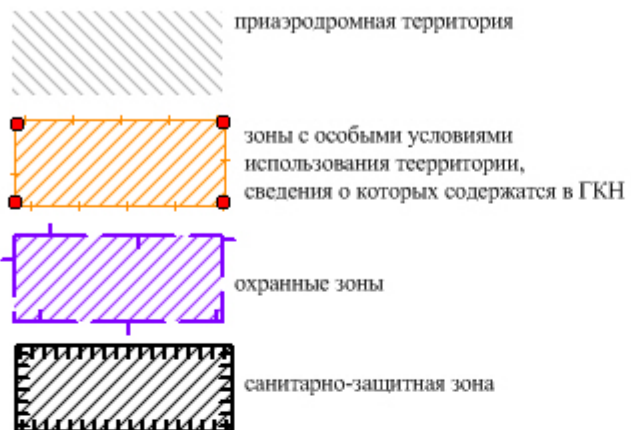 приаэродромная территория
зоны с особыми условиями
использования теерритории,
сведения о которых содержатся в ГКН
охранные зоны
санитарно-защитная зона